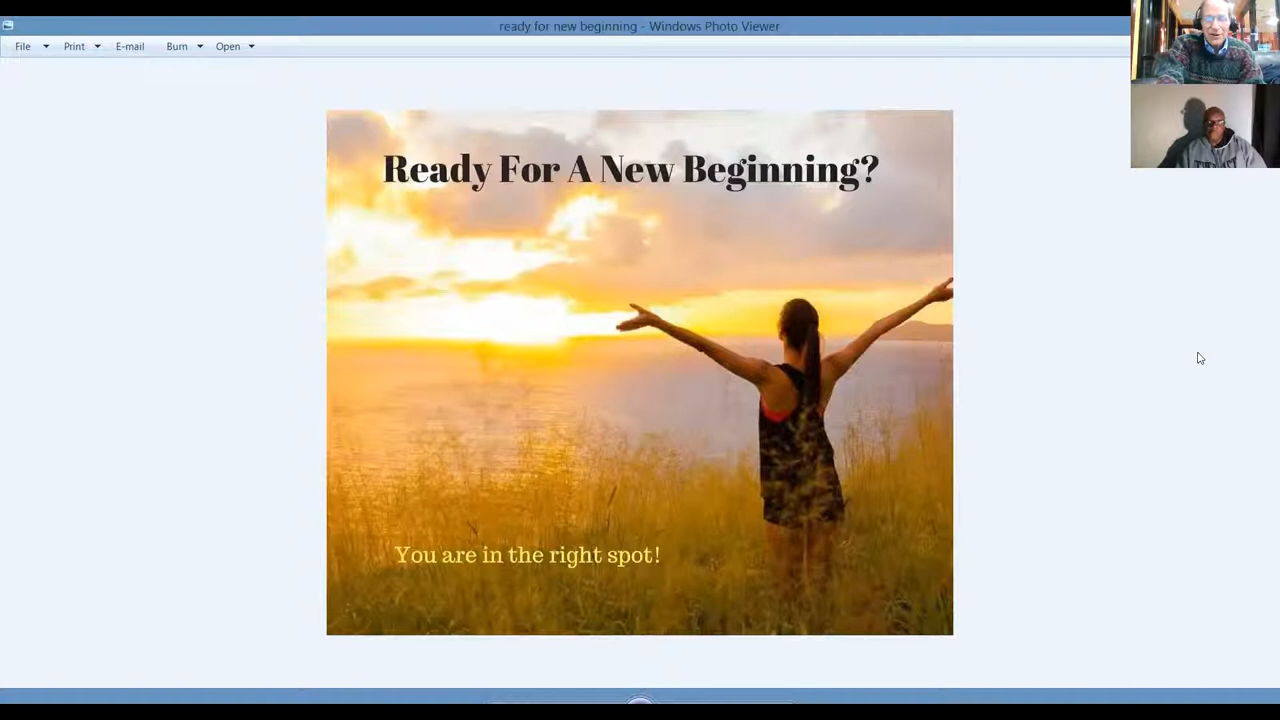 ready for new beginning - Windows Photo Viewer
File Print E-mail Burn Open
Ready For A New Beginning?
You are in the right spot!